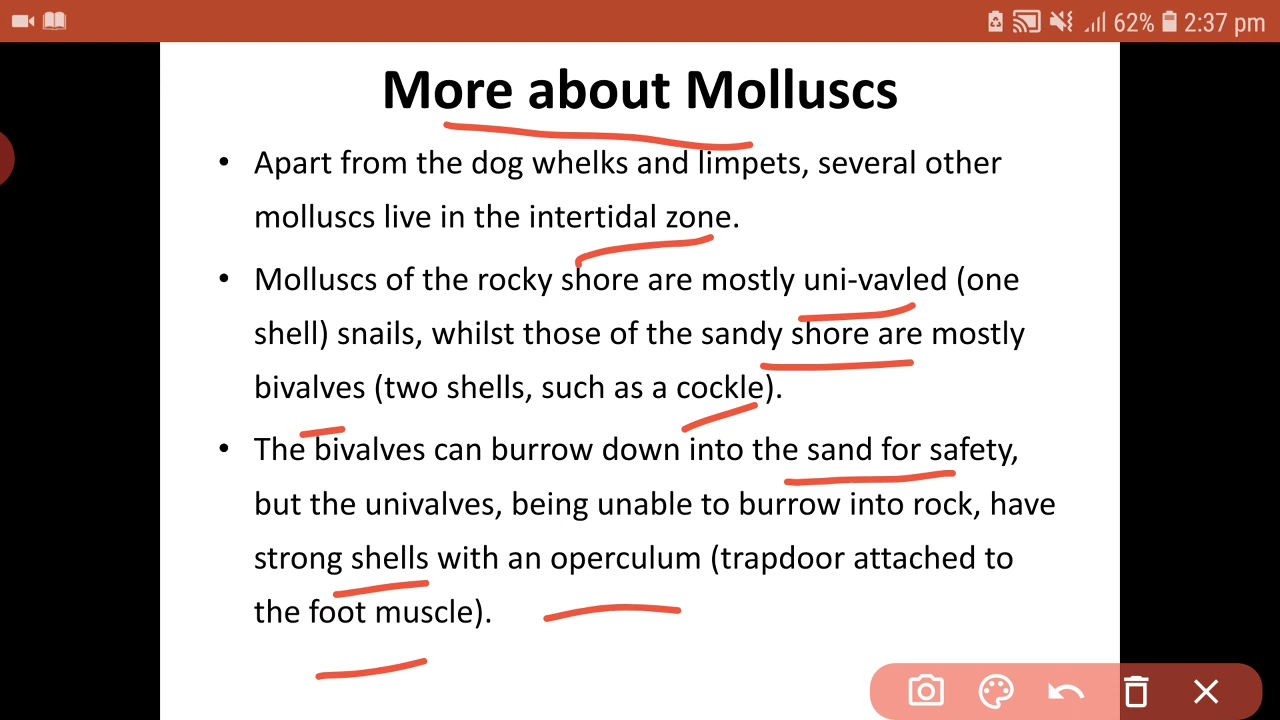 62% 2:37 pm
More about Molluscs
• Apart from the dog whelks and limpets, several other
molluscs live in the intertidal zone.
• Molluscs of the rocky shore are mostly uni-vavled (one
shell) snails, whilst those of the sandy shore are mostly
bivalves (two shells, such as a cockle).
• The bivalves can burrow down into the sand for safety,
but the univalves, being unable to burrow into rock, have
strong shells with an operculum (trapdoor attached to
the foot muscle).